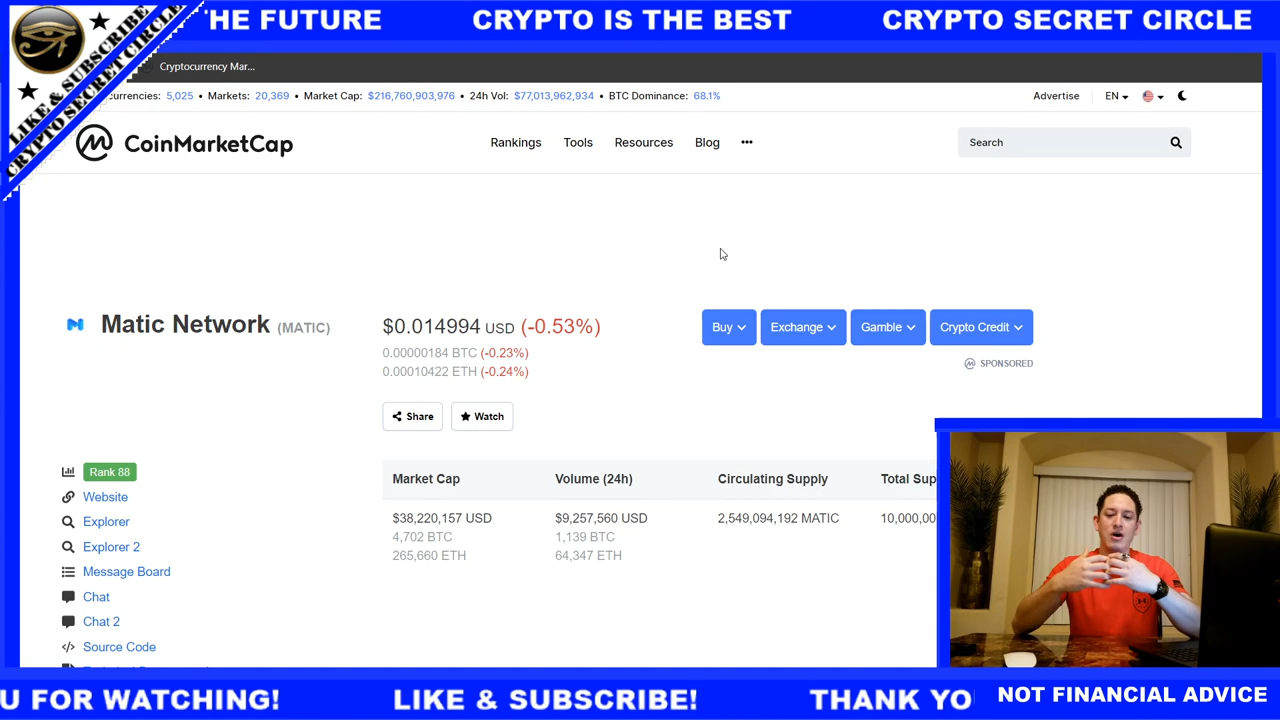 HE FUTURE CRYPTO IS THE BEST CRYPTO SECRET CIRCLE
LIKE & SUBSCRIBE
CRYPTO SECRET CIRCLE
Cryptocurrency Mar...
currencies: 5,025 • Markets: 20,369 • Market Cap: $216,760,903,976 • 24h Vol: $77,013,962,934 • BTC Dominance: 68.1% Advertise EN
CoinMarketCap Rankings Tools Resources Blog ••• Search
Matic Network (MATIC) $0.014994 USD (-0.53%) Buy Exchange Gamble Crypto Credit
0.00000184 BTC (-0.23%)
0.00010422 ETH (-0.24%)
SPONSORED
Share Watch
Rank 88
Website
Explorer
Explorer 2
Message Board
Chat
Chat 2
Source Code
Market Cap Volume (24h) Circulating Supply Total Sup
$38,220,157 USD $9,257,560 USD 2,549,094,192 MATIC 10,000,00
4,702 BTC 1,139 BTC
265,660 ETH 64,347 ETH
U FOR WATCHING! LIKE & SUBSCRIBE! THANK YO NOT FINANCIAL ADVICE